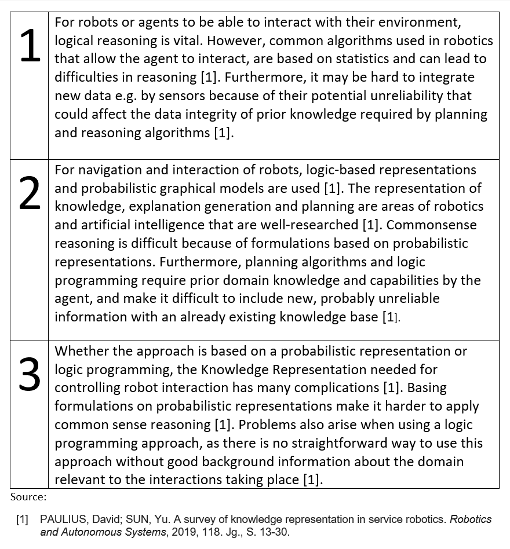 1
For robots or agents to be able to interact with their environment,
logical reasoning is vital. However, common algorithms used in robotics
that allow the agent to interact, are based on statistics and can lead to
difficulties in reasoning [1]. Furthermore, it may be hard to integrate
new data e.g. by sensors because of their potential unreliability that
could affect the data integrity of prior knowledge required by planning
and reasoning algorithms [1].
2
For navigation and interaction of robots, logic-based representations
and probabilistic graphical models are used [1]. The representation of
knowledge, explanation generation and planning are areas of robotics
and artificial intelligence that are well-researched [1]. Commonsense
reasoning is difficult because of formulations based on probabilistic
representations. Furthermore, planning algorithms and logic
programming require prior domain knowledge and capabilities by the
agent, and make it difficult to include new, probably unreliable
information with an already existing knowledge base [1].
3
Whether the approach is based on a probabilistic representation or
logic programming, the Knowledge Representation needed for
controlling robot interaction has many complications [1]. Basing
formulations on probabilistic representations make it harder to apply
common sense reasoning [1]. Problems also arise when using a logic
programming approach, as there is no straightforward way to use this
approach without good background information about the domain
relevant to the interactions taking place [1].
Source:
[1] PAULIUS, David; SUN, Yu. A survey of knowledge representation in service robotics. Robotics
and Autonomous Systems, 2019, 118. Jg., S. 13-30.